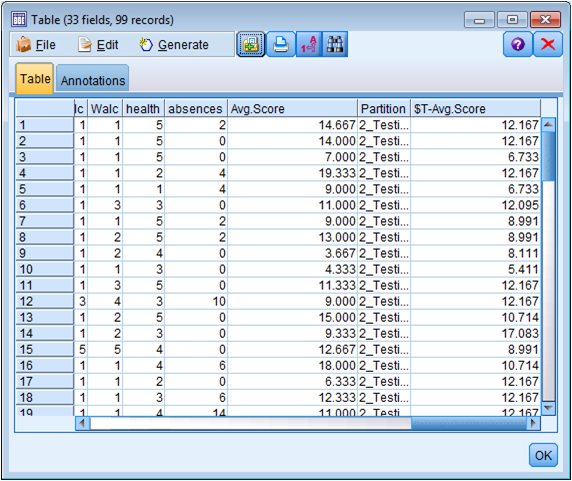 Table (33 fields, 99 records)
File Edit Generate
Table Annotations
lc Walc health absences Avg.Score Partition $T-Avg.Score
1 1 1 5 2 14.667 2_Testi... 12.167
2 1 1 5 0 14.000 2_Testi... 12.167
3 1 1 5 0 7.000 2_Testi... 6.733
4 1 1 2 4 19.333 2_Testi... 12.167
5 1 1 1 4 9.000 2_Testi... 6.733
6 1 3 3 0 11.000 2_Testi... 12.095
7 1 1 5 2 9.000 2_Testi... 8.991
8 1 2 5 2 13.000 2_Testi... 8.991
9 1 2 4 0 3.667 2_Testi... 8.111
10 1 1 3 0 4.333 2_Testi... 5.411
11 1 3 5 0 11.333 2_Testi... 12.167
12 3 4 3 10 9.000 2_Testi... 12.167
13 1 2 5 0 15.000 2_Testi... 10.714
14 1 2 3 0 9.333 2_Testi... 17.083
15 5 5 4 0 12.667 2_Testi... 8.991
16 1 1 4 6 18.000 2_Testi... 10.714
17 1 1 2 0 6.333 2_Testi... 12.167
18 1 1 3 6 12.333 2_Testi... 12.167
19 1 1 4 14 11.000 2_Testi... 12.167
OK